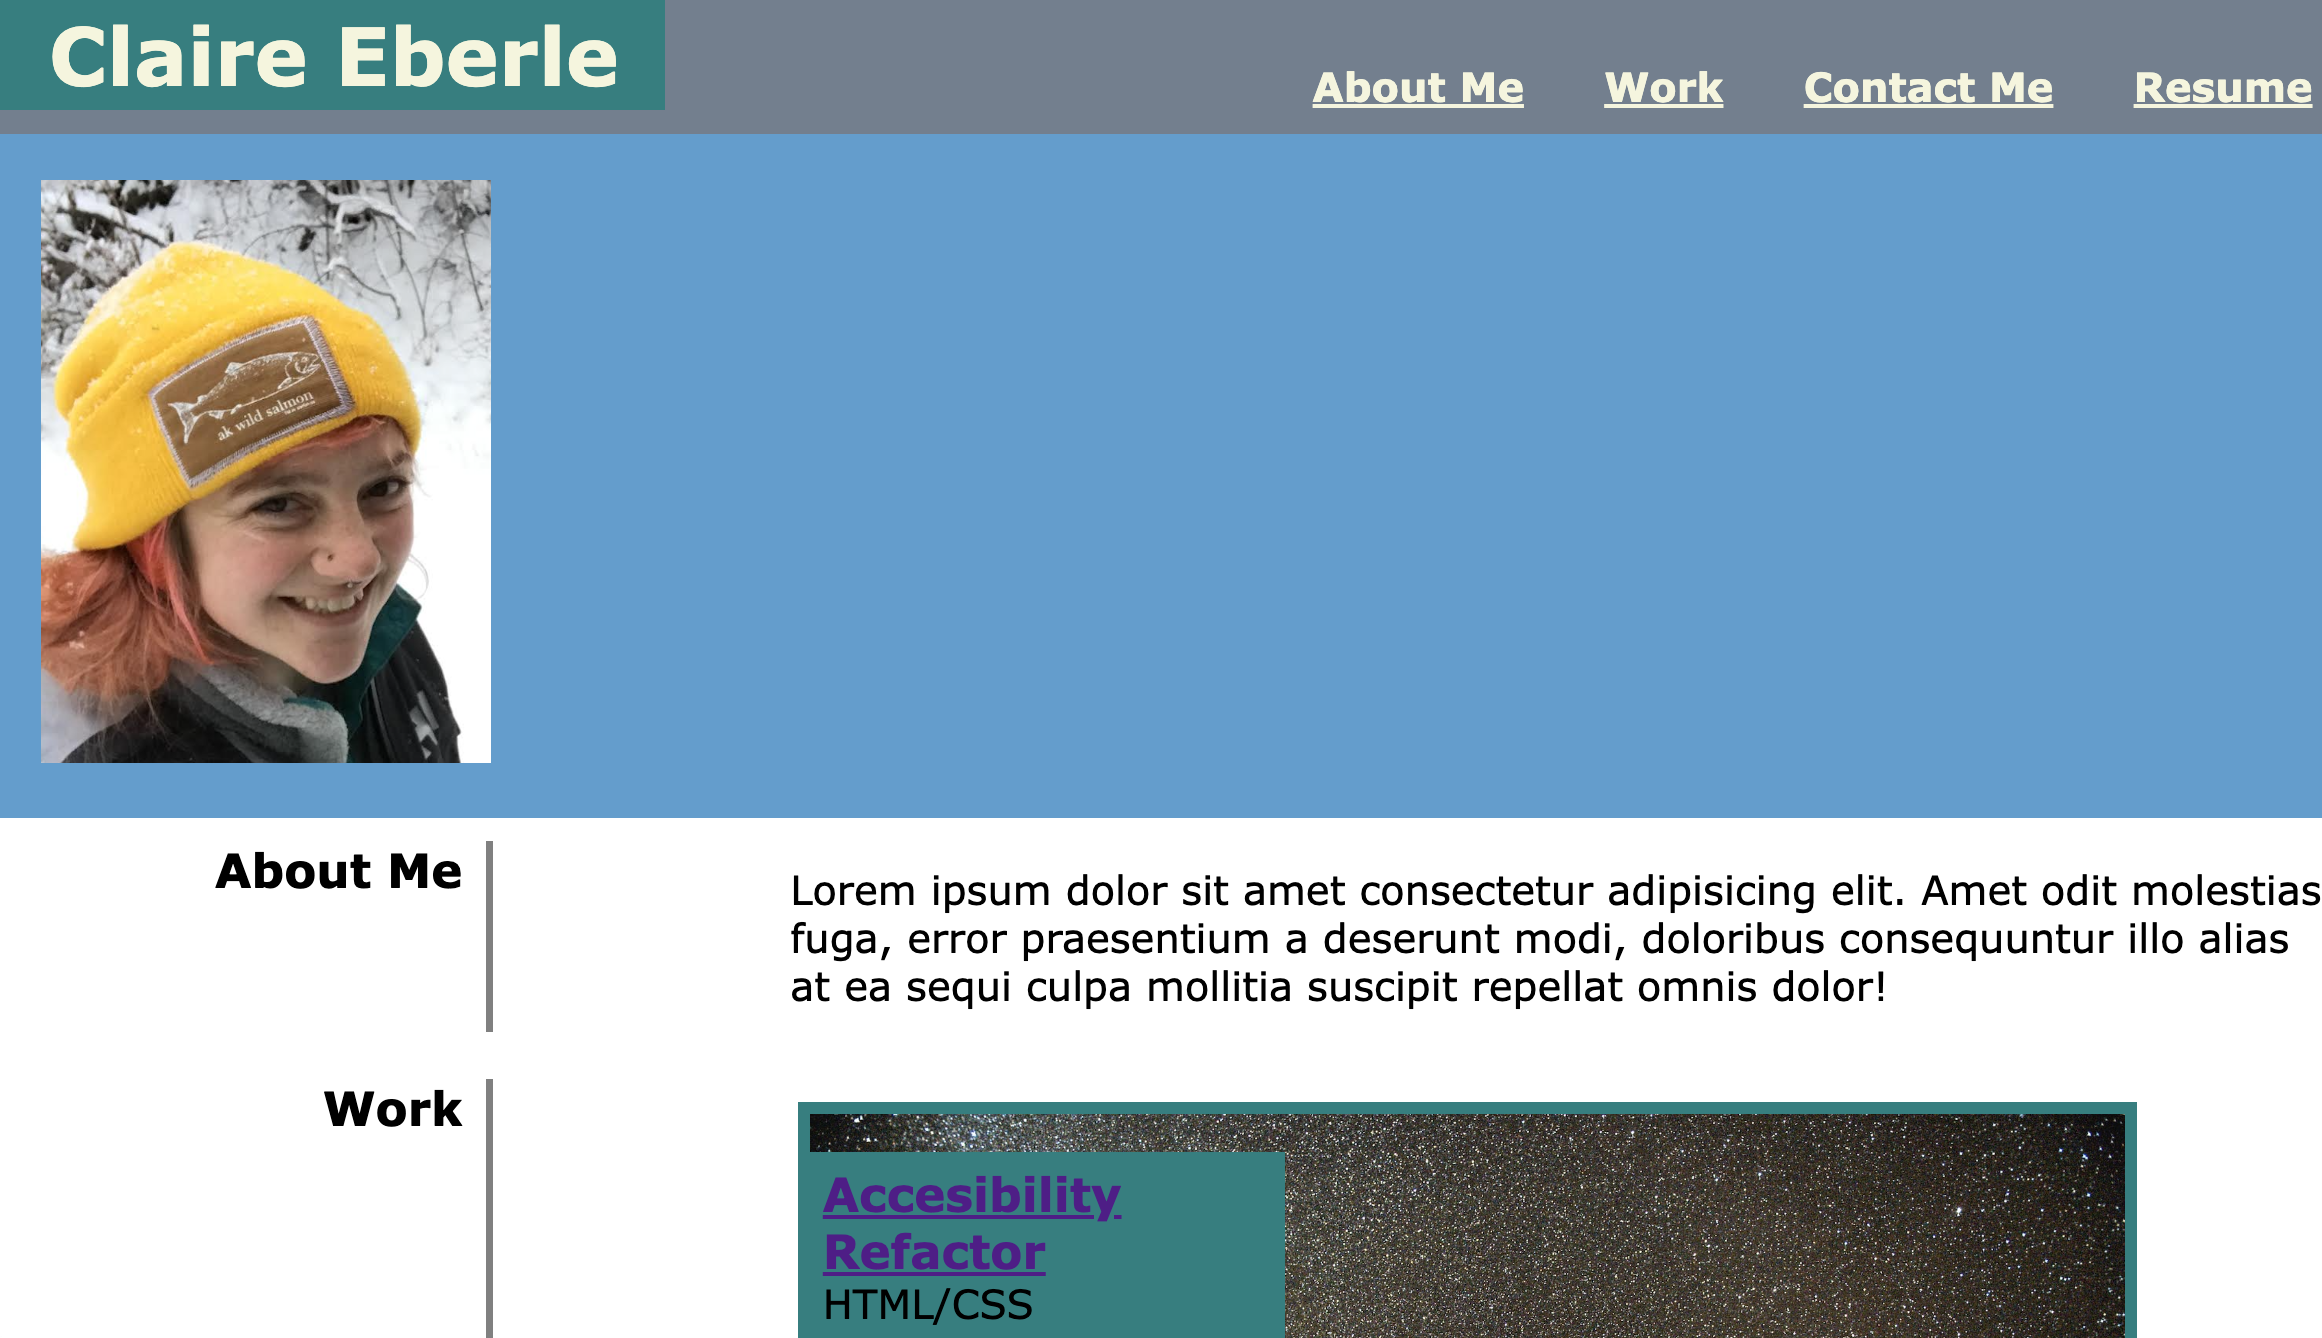 Claire Eberle
About Me Work Contact Me Resume
ak wild salmon
About Me
Lorem ipsum dolor sit amet consectetur adipisicing elit. Amet odit molestias
fuga, error praesentium a deserunt modi, doloribus consequuntur illo alias
at ea sequi culpa mollitia suscipit repellat omnis dolor!
Work
Accesibility
Refactor
HTML/CSS